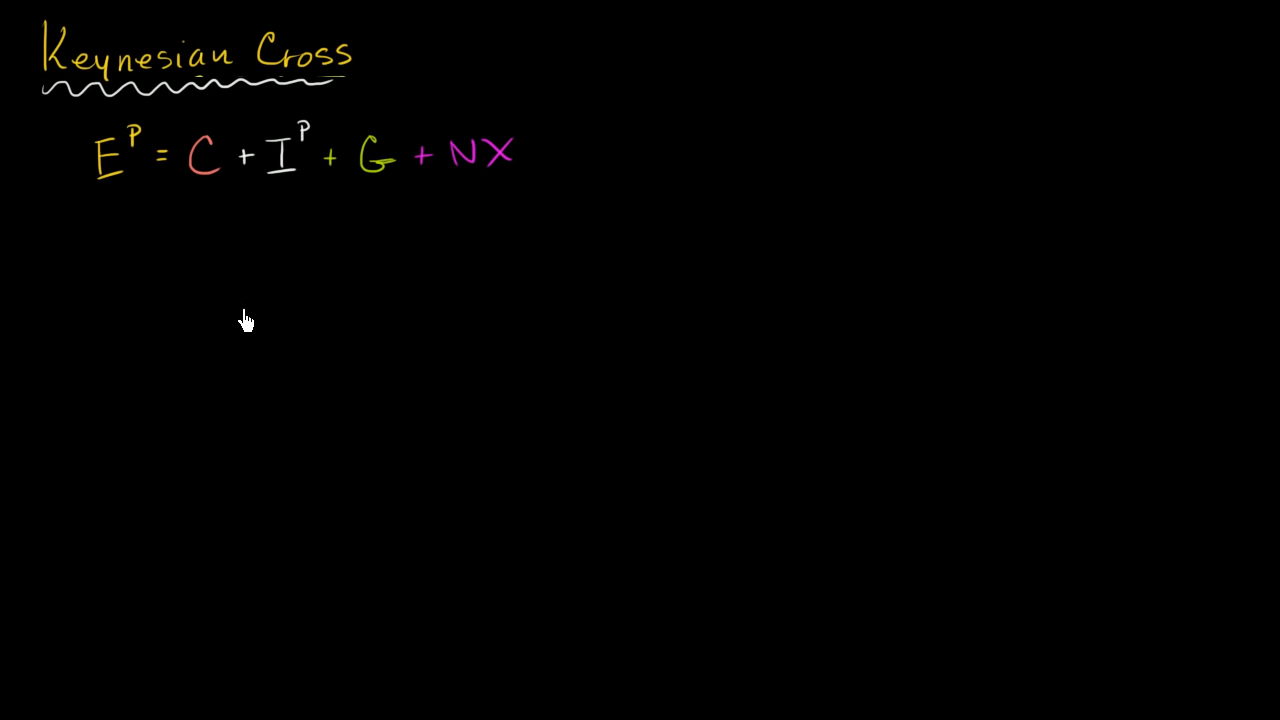 Keynesian Cross
E^P = C + I^P + G + NX